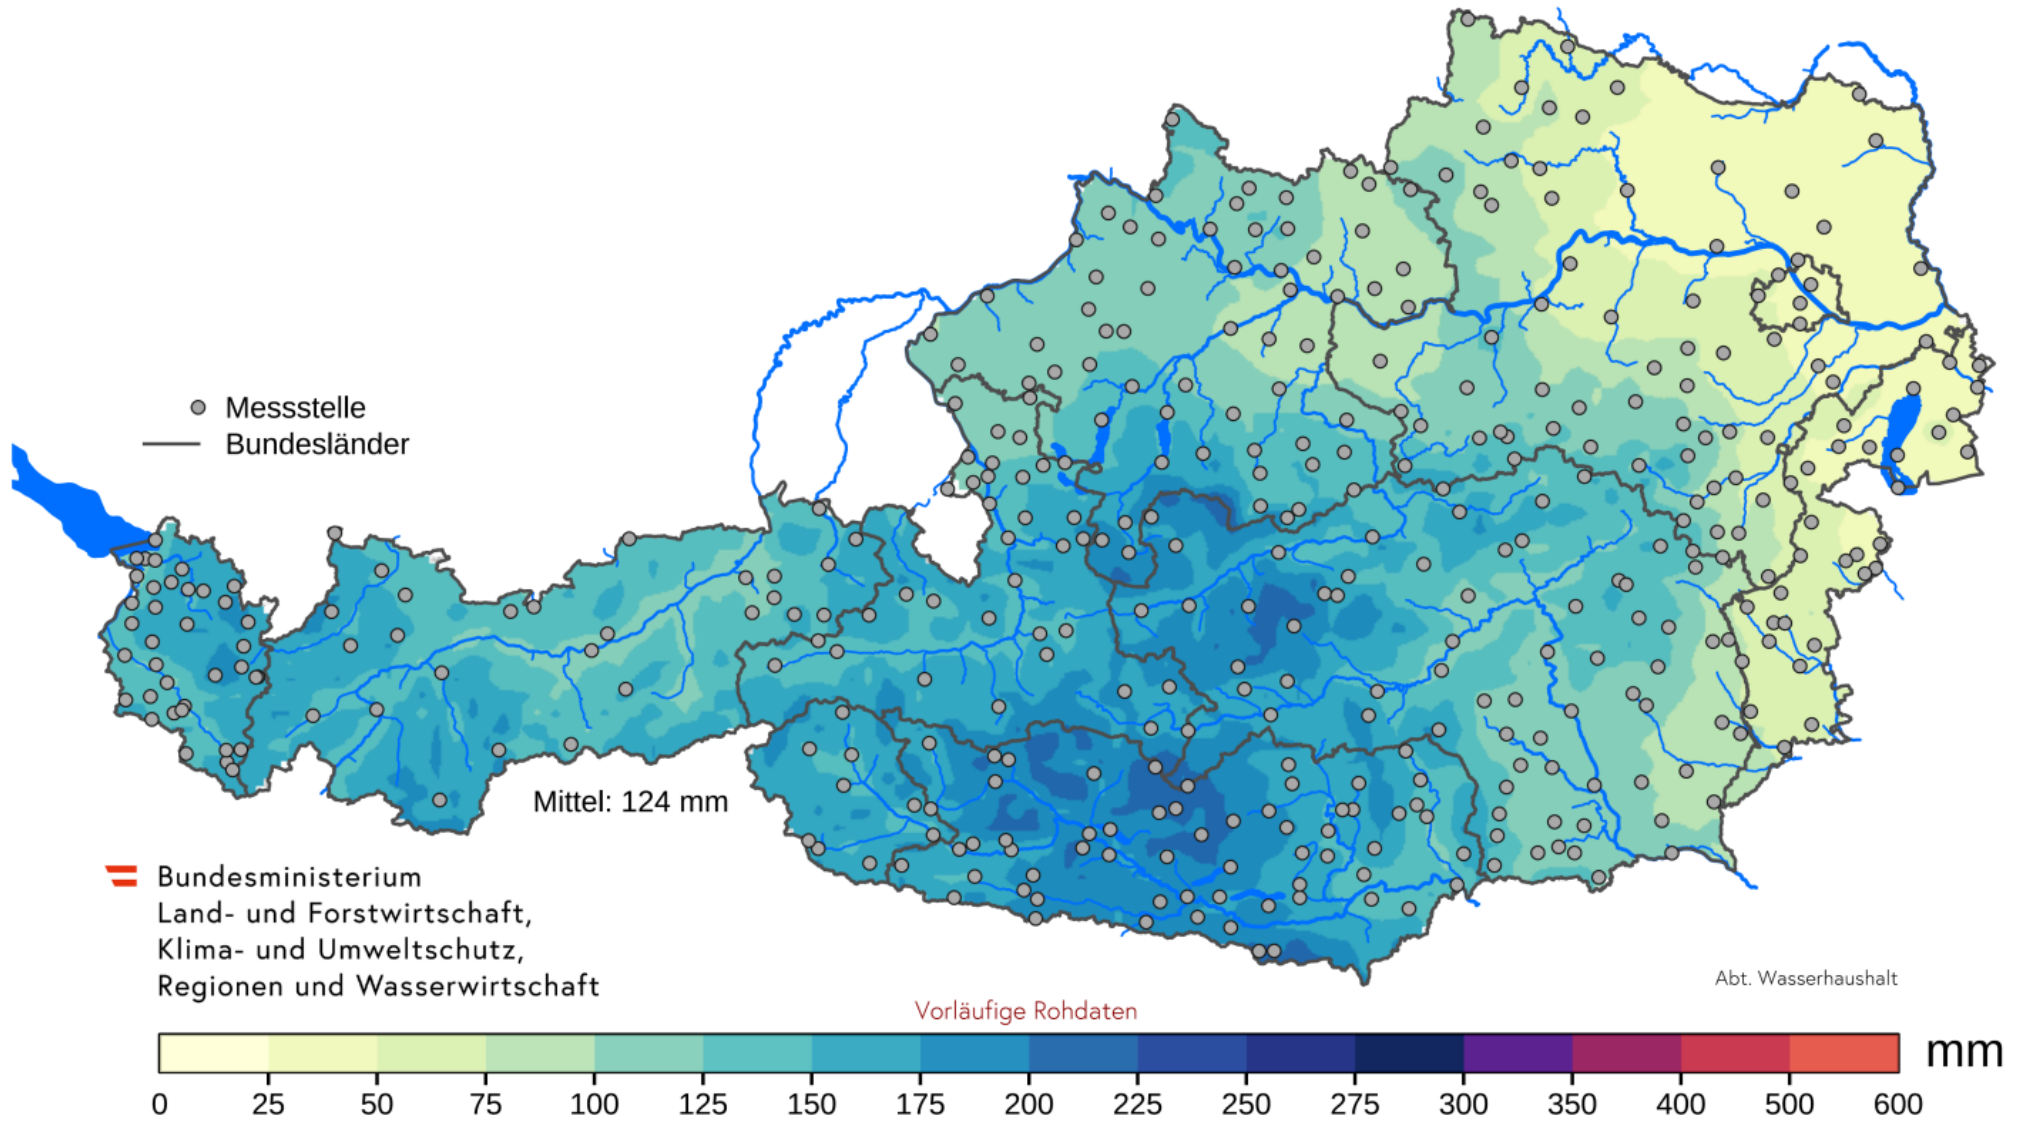 Messstelle
Bundesländer
Mittel: 124 mm
Bundesministerium
Land- und Forstwirtschaft,
Klima- und Umweltschutz,
Regionen und Wasserwirtschaft
Abt. Wasserhaushalt
Vorläufige Rohdaten
mm
0 25 50 75 100 125 150 175 200 225 250 275 300 350 400 500 600